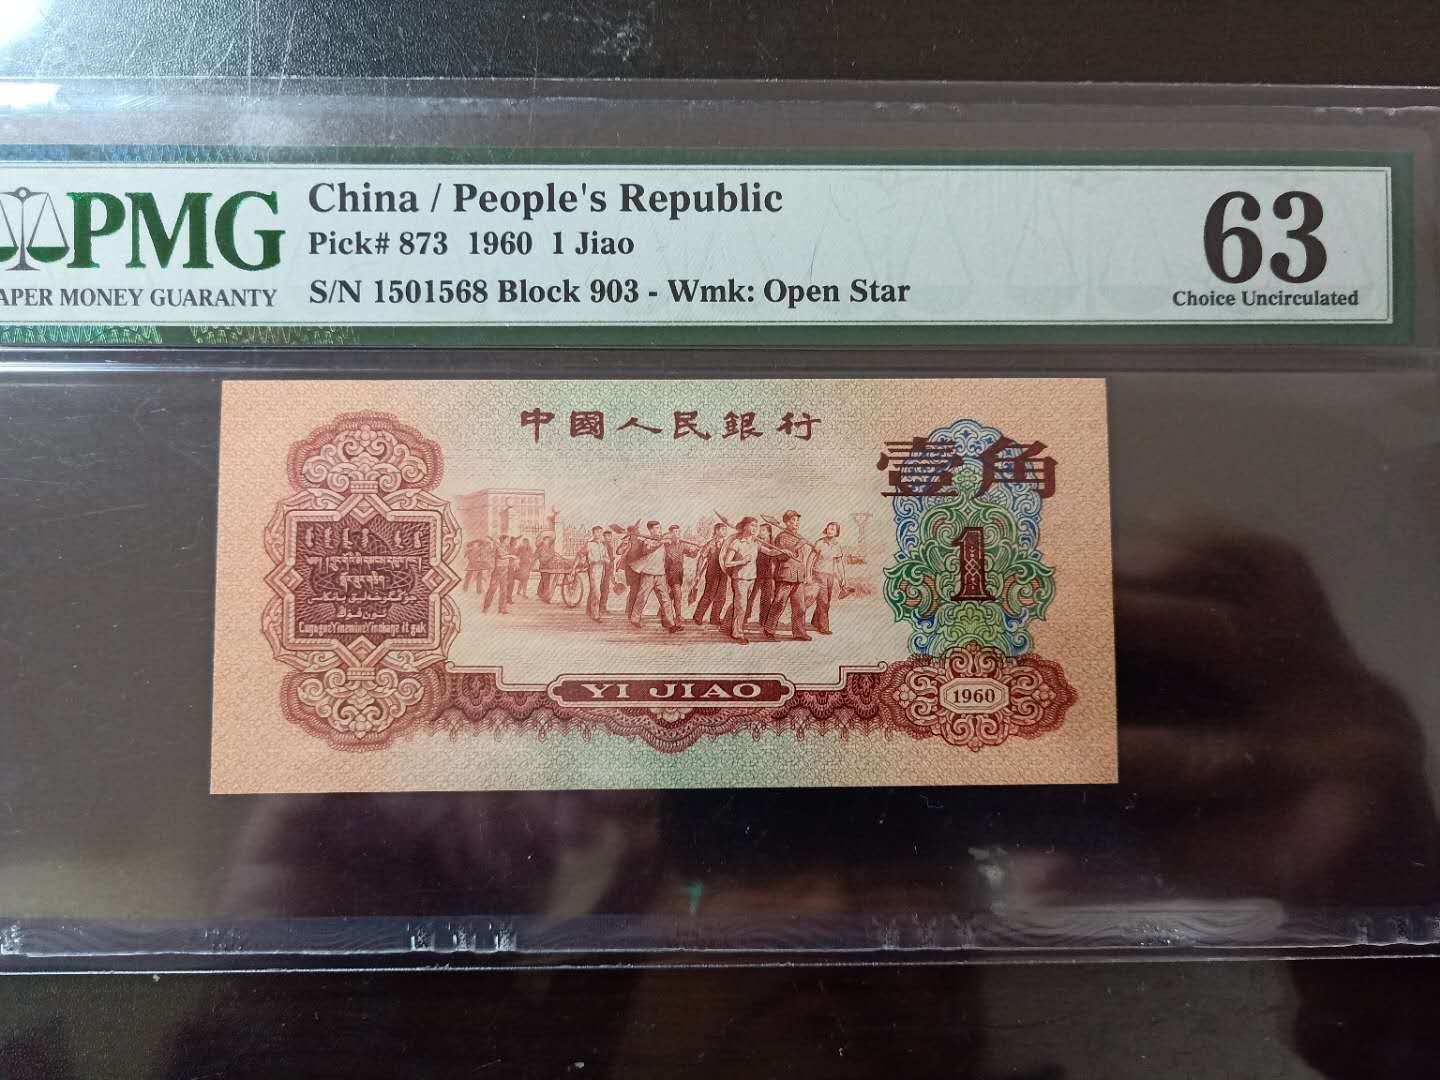 China / People's Republic
PMG
63
Pick# 873 1960 1 Jiao
APER MONEY GUARANTY
S/N 1501568 Block 903 - Wmk: Open Star
Choice Uncirculated
中國人民銀行
壹角
1
YI JIAO
1960